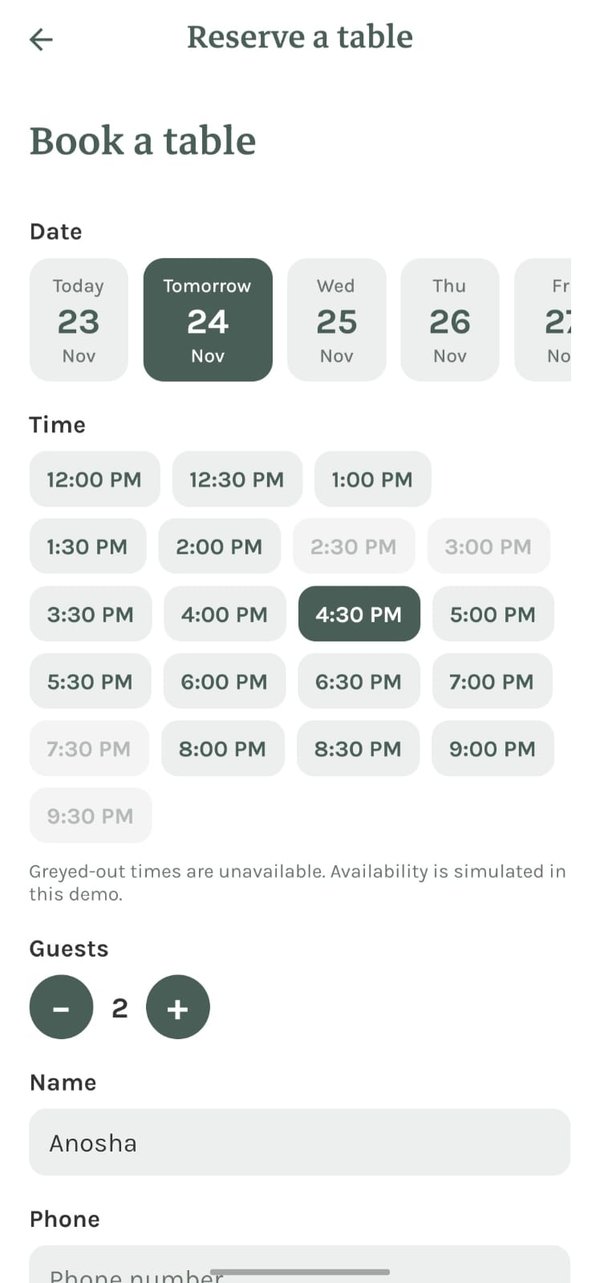 Reserve a table
Book a table
Date
Today Tomorrow Wed Thu Fr
23 24 25 26 27
Nov Nov Nov Nov No
Time
12:00 PM 12:30 PM 1:00 PM
1:30 PM 2:00 PM 2:30 PM 3:00 PM
3:30 PM 4:00 PM 4:30 PM 5:00 PM
5:30 PM 6:00 PM 6:30 PM 7:00 PM
7:30 PM 8:00 PM 8:30 PM 9:00 PM
9:30 PM
Greyed-out times are unavailable. Availability is simulated in
this demo.
Guests
– 2 +
Name
Anosha
Phone
Phone number